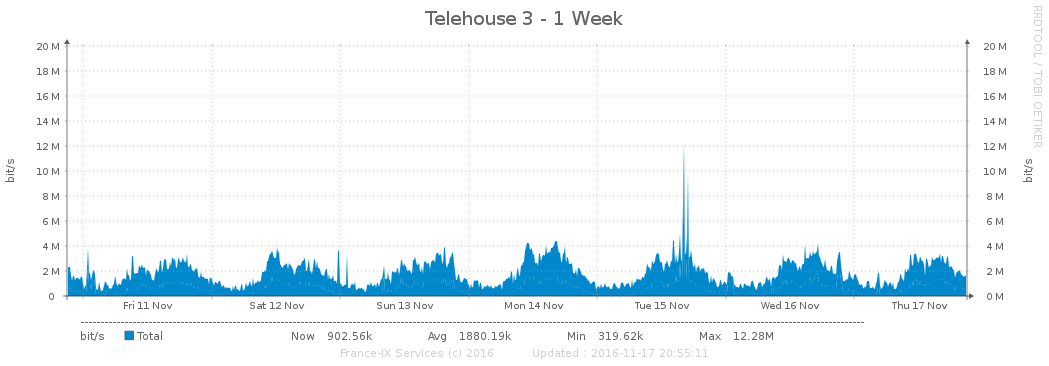 Telehouse 3 - 1 Week
RRDTOOL / TOBI OETIKER
20 M 20 M
18 M 18 M
16 M 16 M
14 M 14 M
12 M 12 M
10 M 10 M
8 M 8 M
6 M 6 M
4 M 4 M
2 M 2 M
0 0 M
bit/s
bit/s
Fri 11 Nov Sat 12 Nov Sun 13 Nov Mon 14 Nov Tue 15 Nov Wed 16 Nov Thu 17 Nov
bit/s Total Now 902.56k Avg 1880.19k Min 319.62k Max 12.28M
France-IX Services (c) 2016 Updated : 2016-11-17 20:55:11